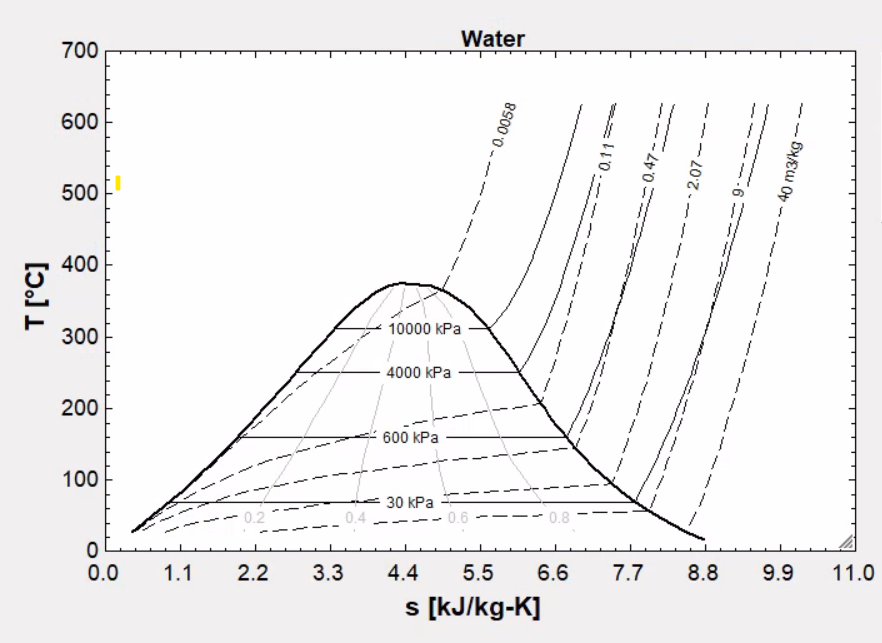 Water
700
600
500
400
300
200
100
0
T [°C]
0.0058
0.11
0.47
2.07
9
40 m3/kg
10000 kPa
4000 kPa
600 kPa
30 kPa
0.2 0.4 0.6 0.8
0.0 1.1 2.2 3.3 4.4 5.5 6.6 7.7 8.8 9.9 11.0
s [kJ/kg-K]